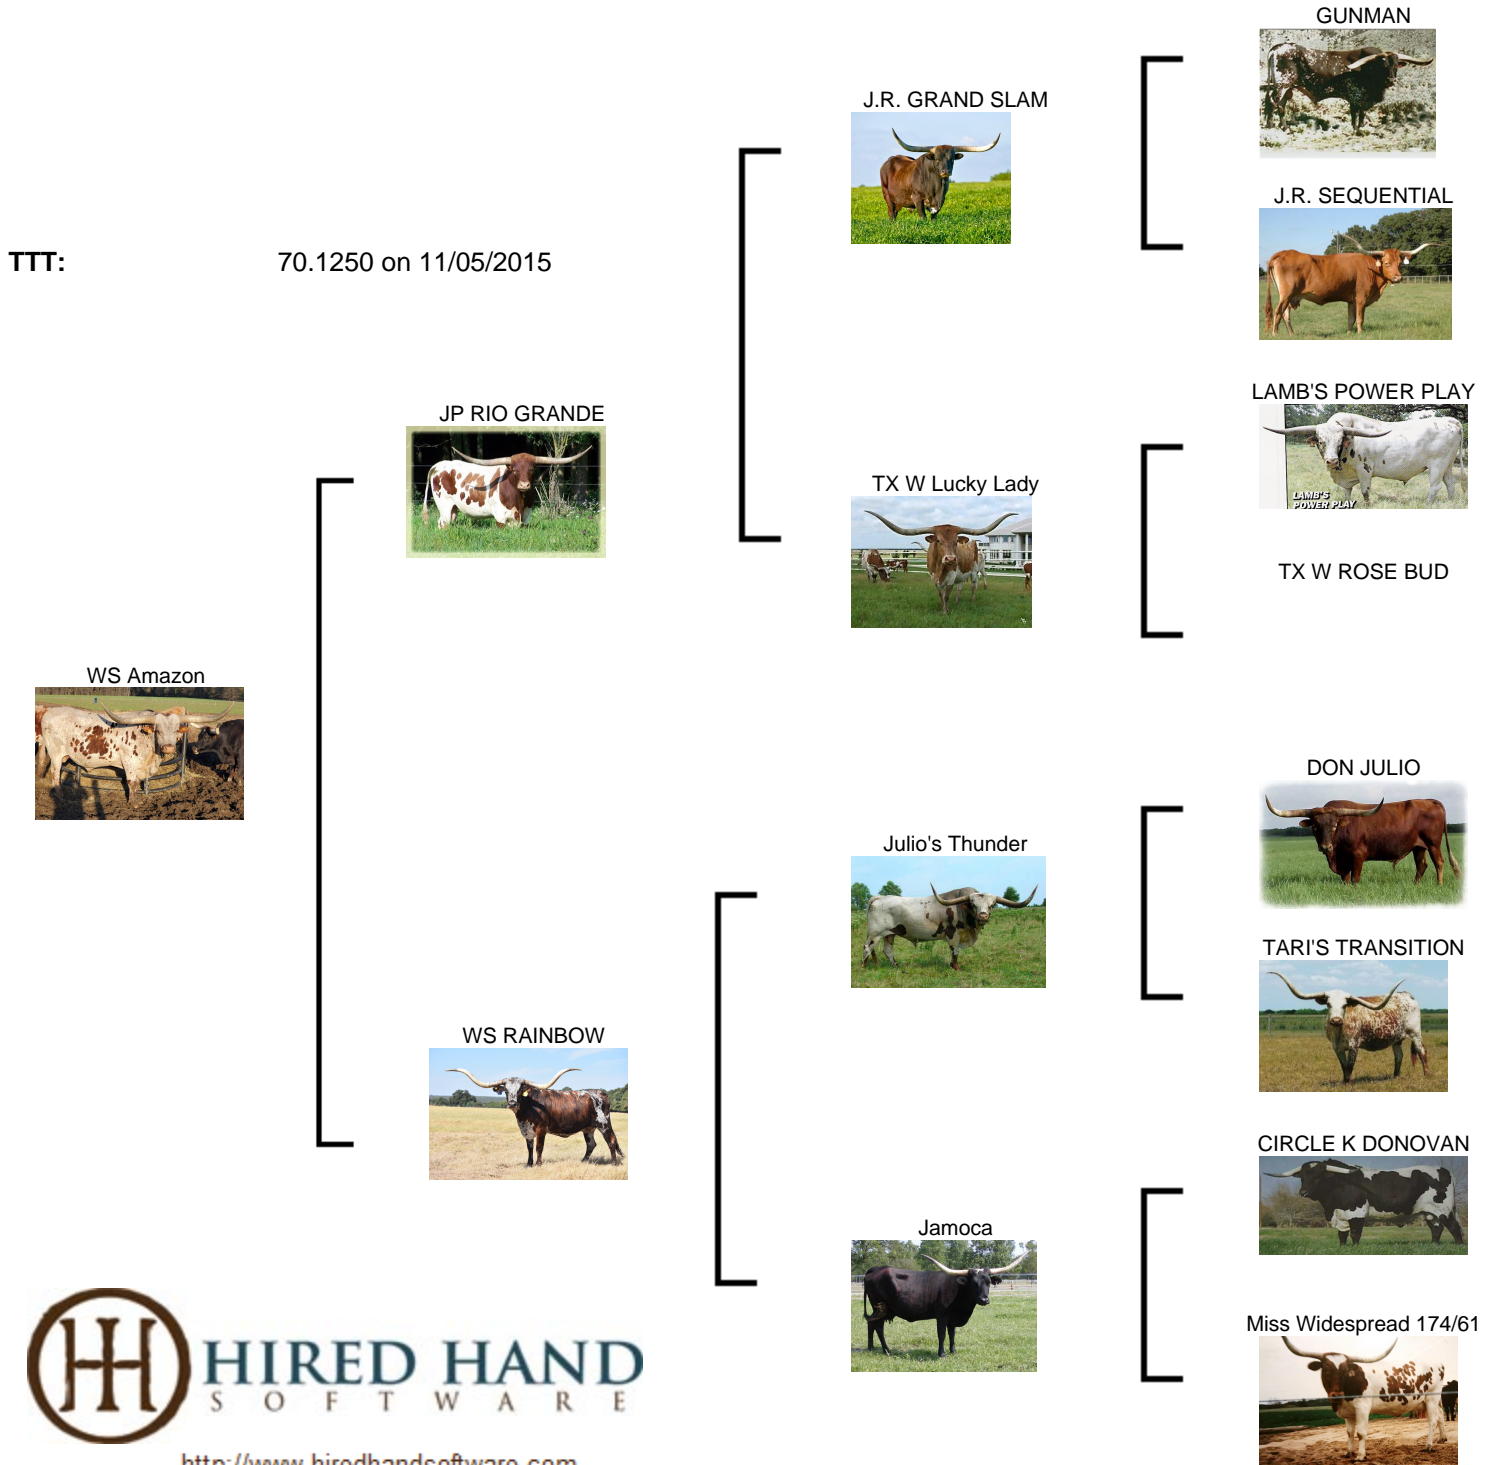 GUNMAN
J.R. GRAND SLAM
J.R. SEQUENTIAL
TTT: 70.1250 on 11/05/2015
LAMB'S POWER PLAY
JP RIO GRANDE
LAMB'S
POWER PLAY
TX W Lucky Lady
TX W ROSE BUD
WS Amazon
DON JULIO
Julio's Thunder
TARI'S TRANSITION
WS RAINBOW
CIRCLE K DONOVAN
Jamoca
Miss Widespread 174/61
HIRED HAND
SOFTWARE
http://www.hiredhandsoftware.com